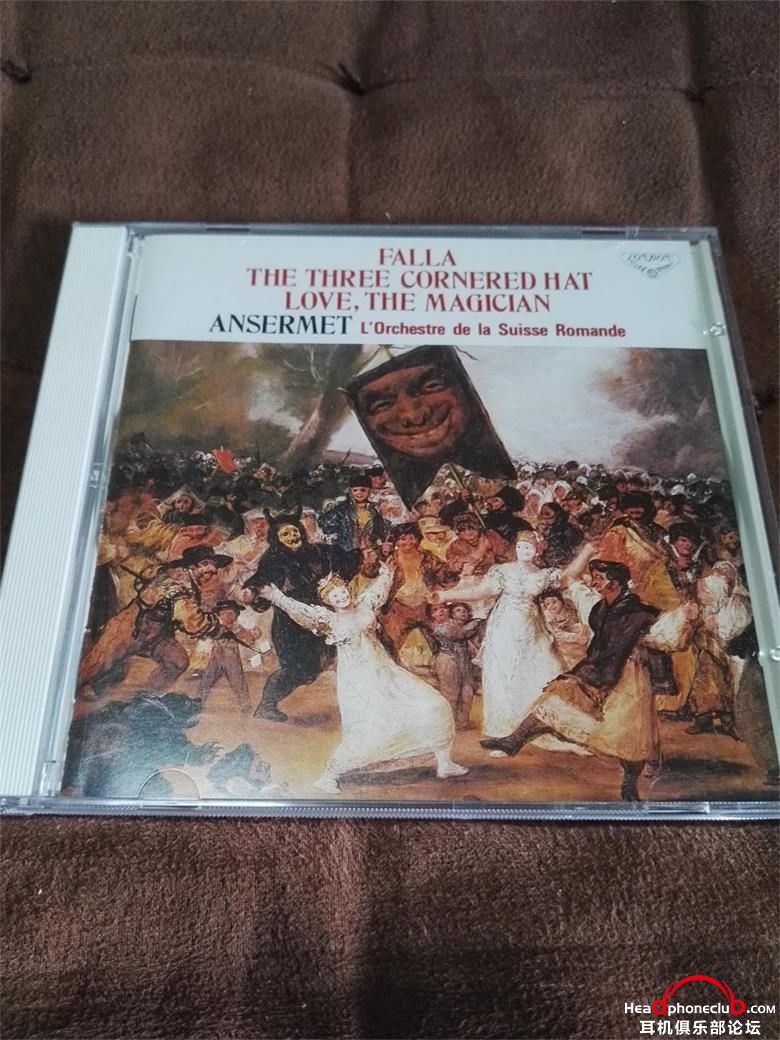 FALLA
THE THREE CORNERED HAT
LOVE, THE MAGICIAN
ANSERMET L'Orchestre de la Suisse Romande
LONDON
Headphoneclub.com
耳机俱乐部论坛